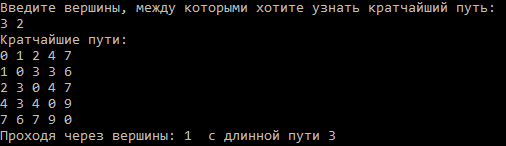 Введите вершины, между которыми хотите узнать кратчайший путь:
3 2
Кратчайшие пути:
0 1 2 4 7
1 0 3 3 6
2 3 0 4 7
4 3 4 0 9
7 6 7 9 0
Проходя через вершины: 1  с длинной пути 3